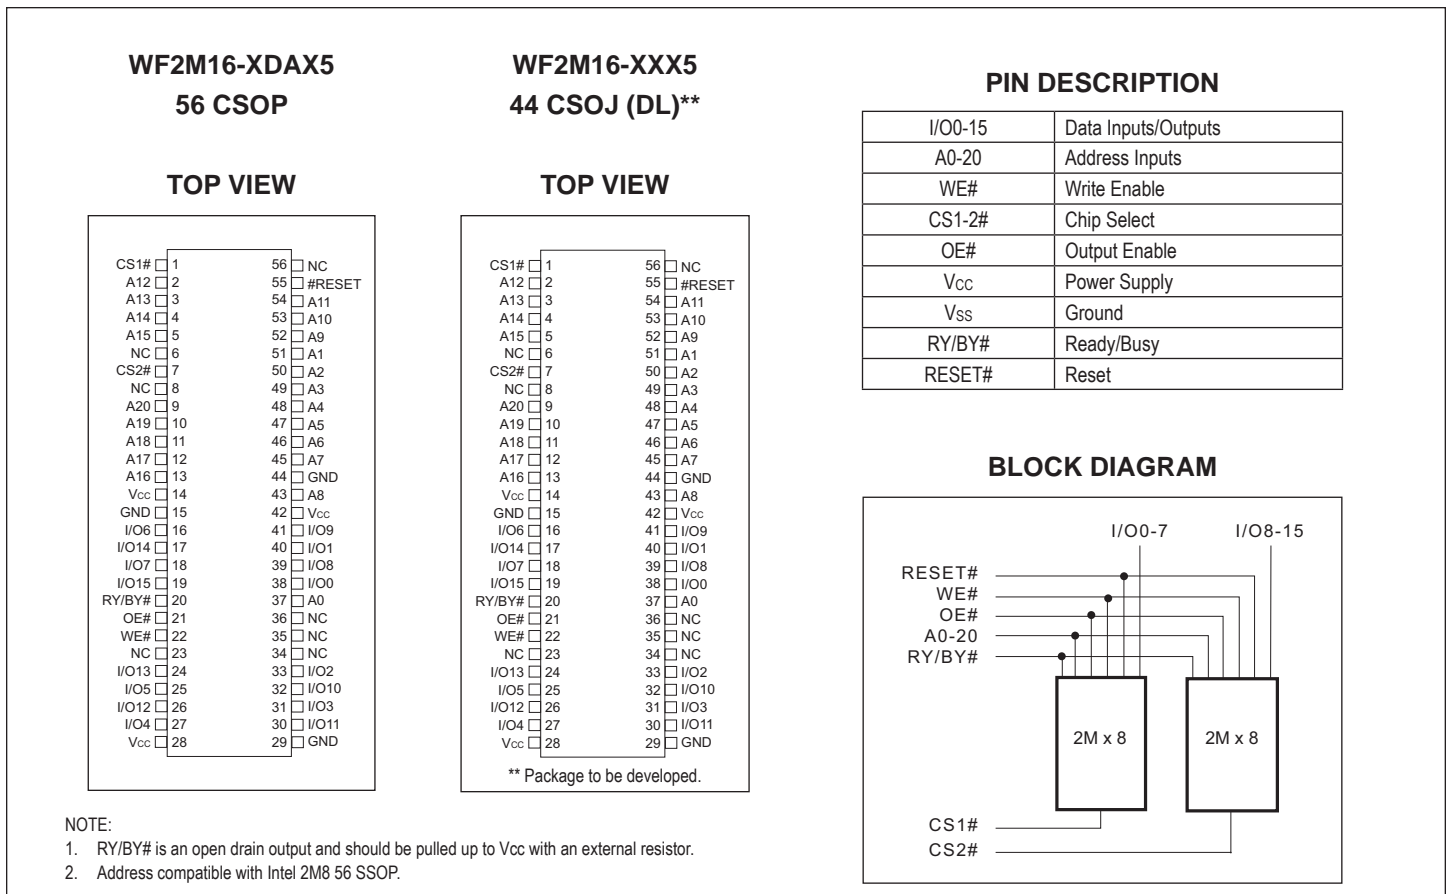 WF2M16-XDAX5
56 CSOP
TOP VIEW
CS1# 1 56 NC
A12 2 55 #RESET
A13 3 54 A11
A14 4 53 A10
A15 5 52 A9
NC 6 51 A1
CS2# 7 50 A2
NC 8 49 A3
A20 9 48 A4
A19 10 47 A5
A18 11 46 A6
A17 12 45 A7
A16 13 44 GND
Vcc 14 43 A8
GND 15 42 Vcc
I/O6 16 41 I/O9
I/O14 17 40 I/O1
I/O7 18 39 I/O8
I/O15 19 38 I/O0
RY/BY# 20 37 A0
OE# 21 36 NC
WE# 22 35 NC
NC 23 34 NC
I/O13 24 33 I/O2
I/O5 25 32 I/O10
I/O12 26 31 I/O3
I/O4 27 30 I/O11
Vcc 28 29 GND
WF2M16-XXX5
44 CSOJ (DL)**
TOP VIEW
CS1# 1 56 NC
A12 2 55 #RESET
A13 3 54 A11
A14 4 53 A10
A15 5 52 A9
NC 6 51 A1
CS2# 7 50 A2
NC 8 49 A3
A20 9 48 A4
A19 10 47 A5
A18 11 46 A6
A17 12 45 A7
A16 13 44 GND
Vcc 14 43 A8
GND 15 42 Vcc
I/O6 16 41 I/O9
I/O14 17 40 I/O1
I/O7 18 39 I/O8
I/O15 19 38 I/O0
RY/BY# 20 37 A0
OE# 21 36 NC
WE# 22 35 NC
NC 23 34 NC
I/O13 24 33 I/O2
I/O5 25 32 I/O10
I/O12 26 31 I/O3
I/O4 27 30 I/O11
Vcc 28 29 GND
** Package to be developed.
NOTE:
1. RY/BY# is an open drain output and should be pulled up to Vcc with an external resistor.
2. Address compatible with Intel 2M8 56 SSOP.
PIN DESCRIPTION
I/O0-15 Data Inputs/Outputs
A0-20 Address Inputs
WE# Write Enable
CS1-2# Chip Select
OE# Output Enable
Vcc Power Supply
Vss Ground
RY/BY# Ready/Busy
RESET# Reset
BLOCK DIAGRAM
I/O0-7 I/O8-15
RESET#
WE#
OE#
A0-20
RY/BY#
2M x 8 2M x 8
CS1#
CS2#